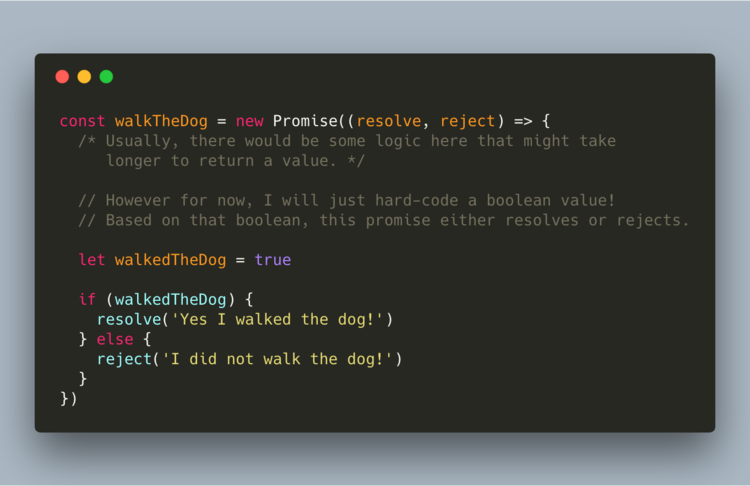 const walkTheDog = new Promise((resolve, reject) => {
  /* Usually, there would be some logic here that might take
     longer to return a value. */

  // However for now, I will just hard-code a boolean value!
  // Based on that boolean, this promise either resolves or rejects.

  let walkedTheDog = true

  if (walkedTheDog) {
    resolve('Yes I walked the dog!')
  } else {
    reject('I did not walk the dog!')
  }
})